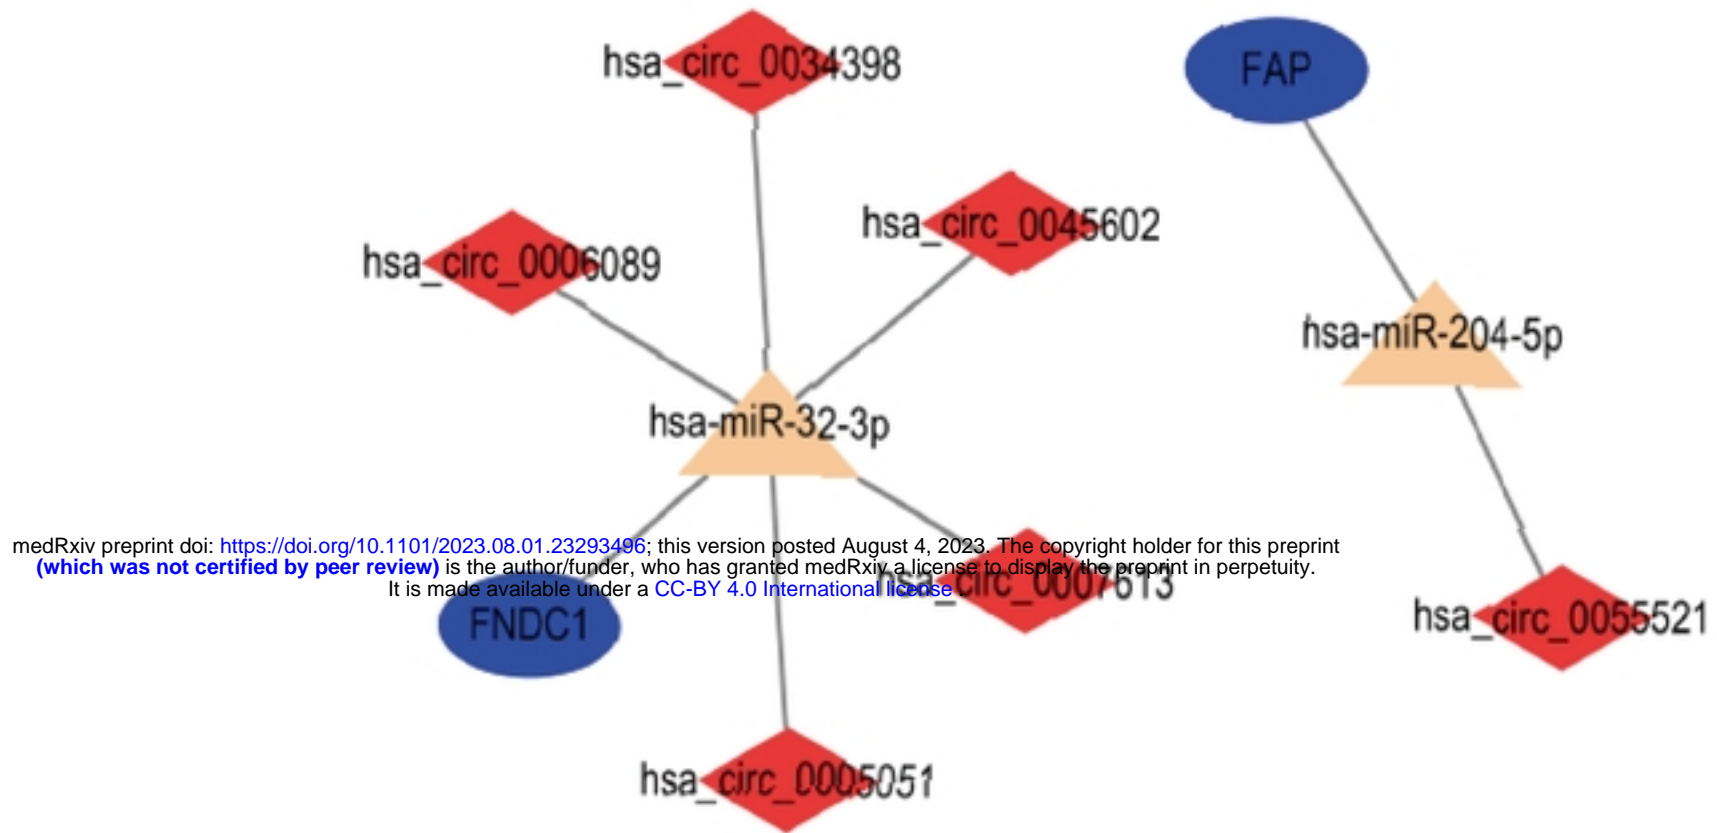 hsa_circ_0034398
FAP
hsa_circ_0045602
hsa_circ_0006089
hsa-miR-204-5p
hsa-miR-32-3p
medRxiv preprint doi: https://doi.org/10.1101/2023.08.01.23293496; this version posted August 4, 2023. The copyright holder for this preprint
(which was not certified by peer review) is the author/funder, who has granted medRxiv a license to display the preprint in perpetuity.
It is made available under a CC-BY 4.0 International license .
hsa_circ_0007613
hsa_circ_0055521
FNDC1
hsa_circ_0005051